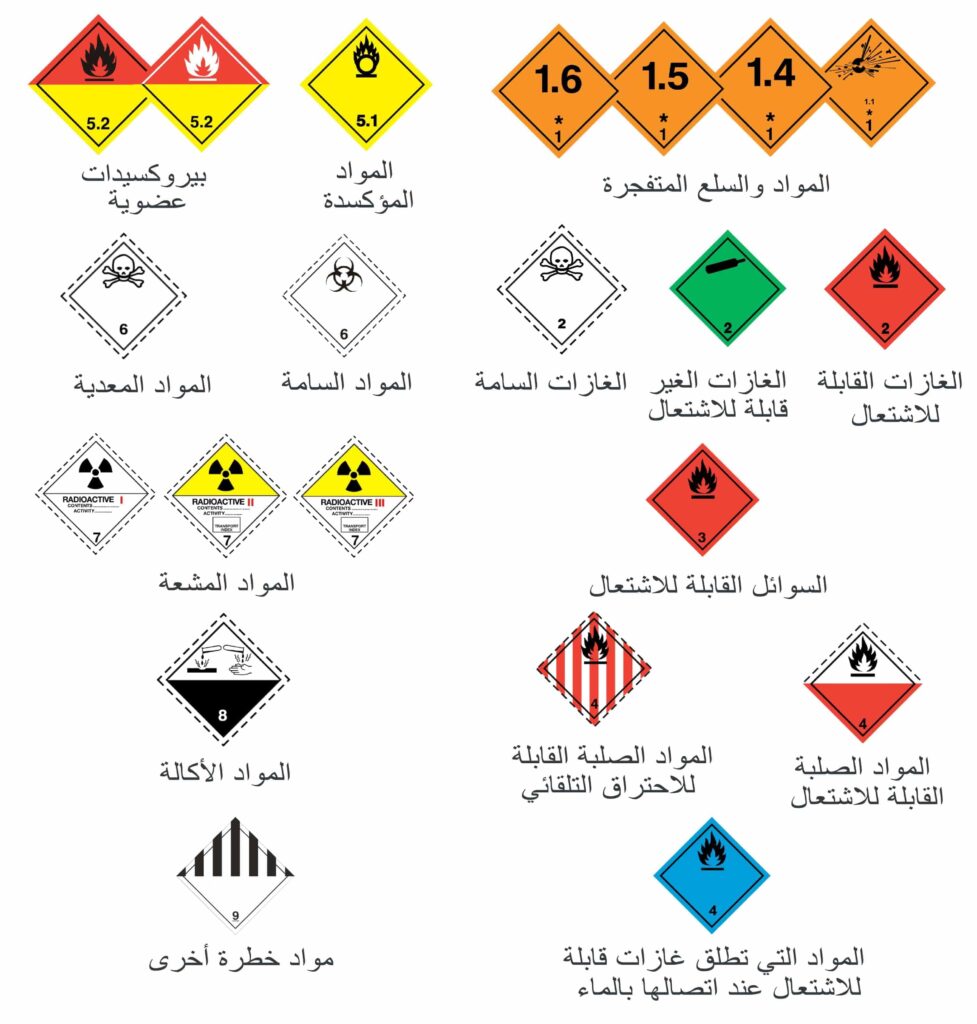 1.6
*
1
1.5
*
1
1.4
*
1
1.1
*
1
المواد والسلع المتفجرة
5.1
المواد
المؤكسدة
5.2
5.2
بيروكسيدات
عضوية
2
الغازات القابلة
للاشتعال
2
الغازات الغير
قابلة للاشتعال
2
الغازات السامة
6
المواد السامة
6
المواد المعدية
3
السوائل القابلة للاشتعال
RADIOACTIVE I
CONTENTS
ACTIVITY
7
RADIOACTIVE II
CONTENTS
ACTIVITY
TRANSPORT
INDEX
7
RADIOACTIVE III
CONTENTS
ACTIVITY
TRANSPORT
INDEX
7
المواد المشعة
4
المواد الصلبة
القابلة للاشتعال
4
المواد الصلبة القابلة
للاحتراق التلقائي
8
المواد الأكالة
4
المواد التي تطلق غازات قابلة
للاشتعال عند اتصالها بالماء
9
مواد خطرة أخرى